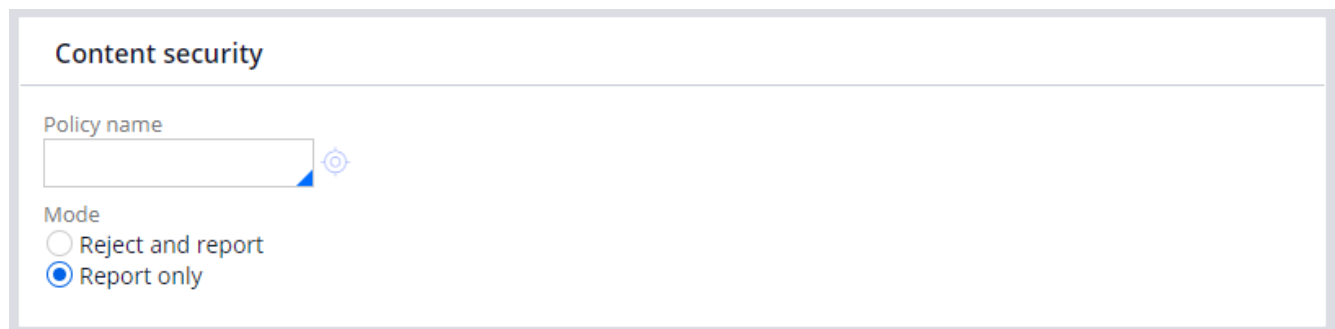 Content security
Policy name
Mode
Reject and report
Report only